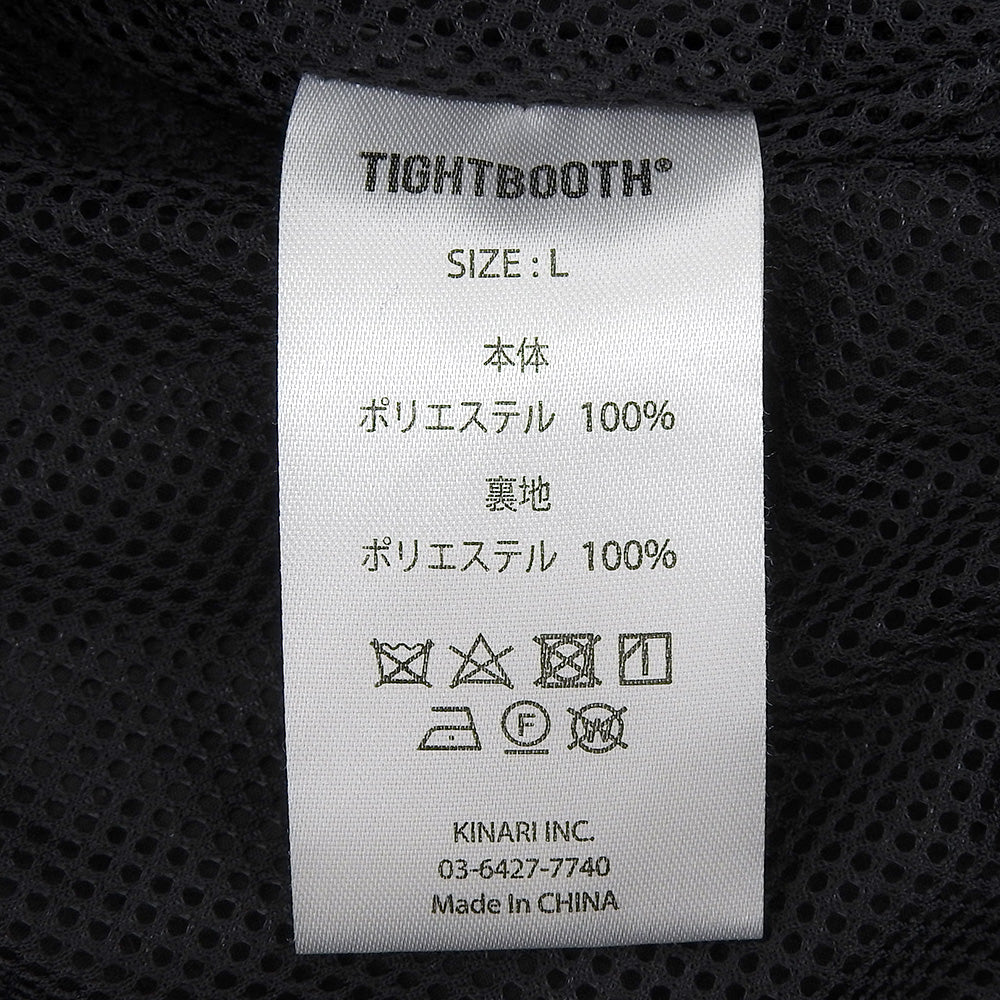 TIGHTBOOTH®
SIZE : L
本体
ポリエステル 100%
裏地
ポリエステル 100%
F W
KINARI INC.
03-6427-7740
Made In CHINA